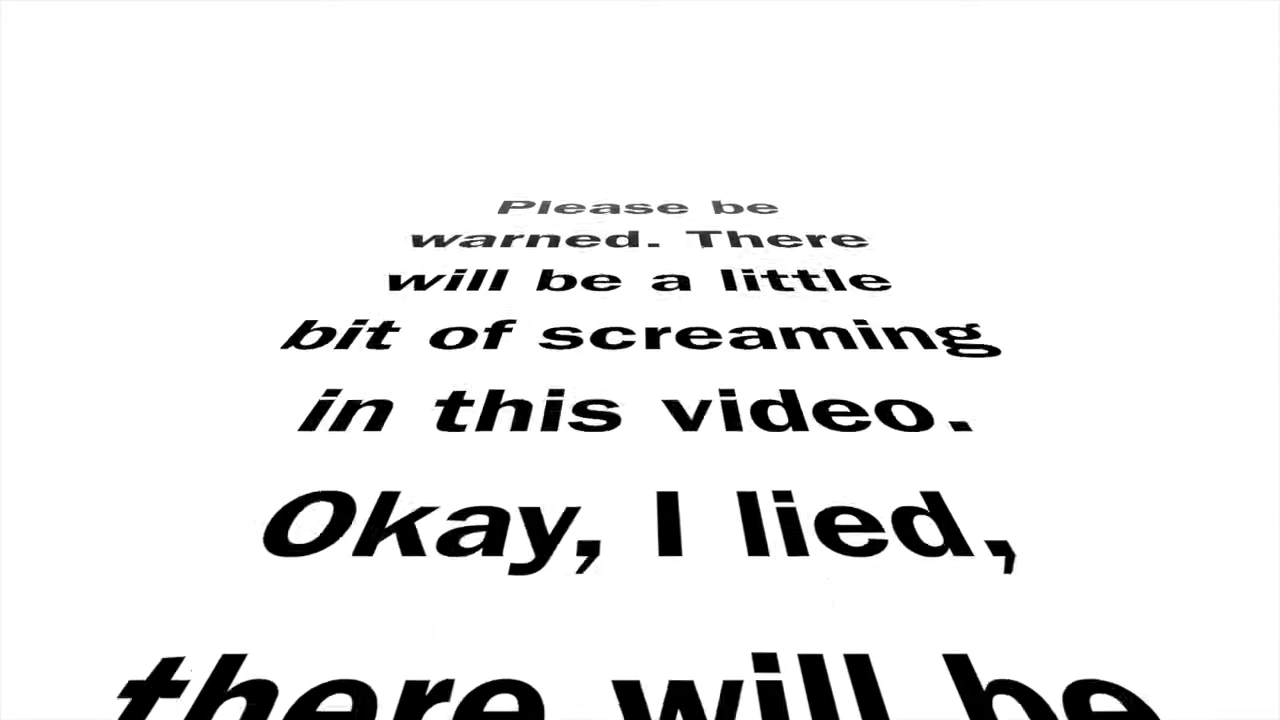 Please be
warned. There
will be a little
bit of screaming
in this video.
Okay, I lied,
there will be